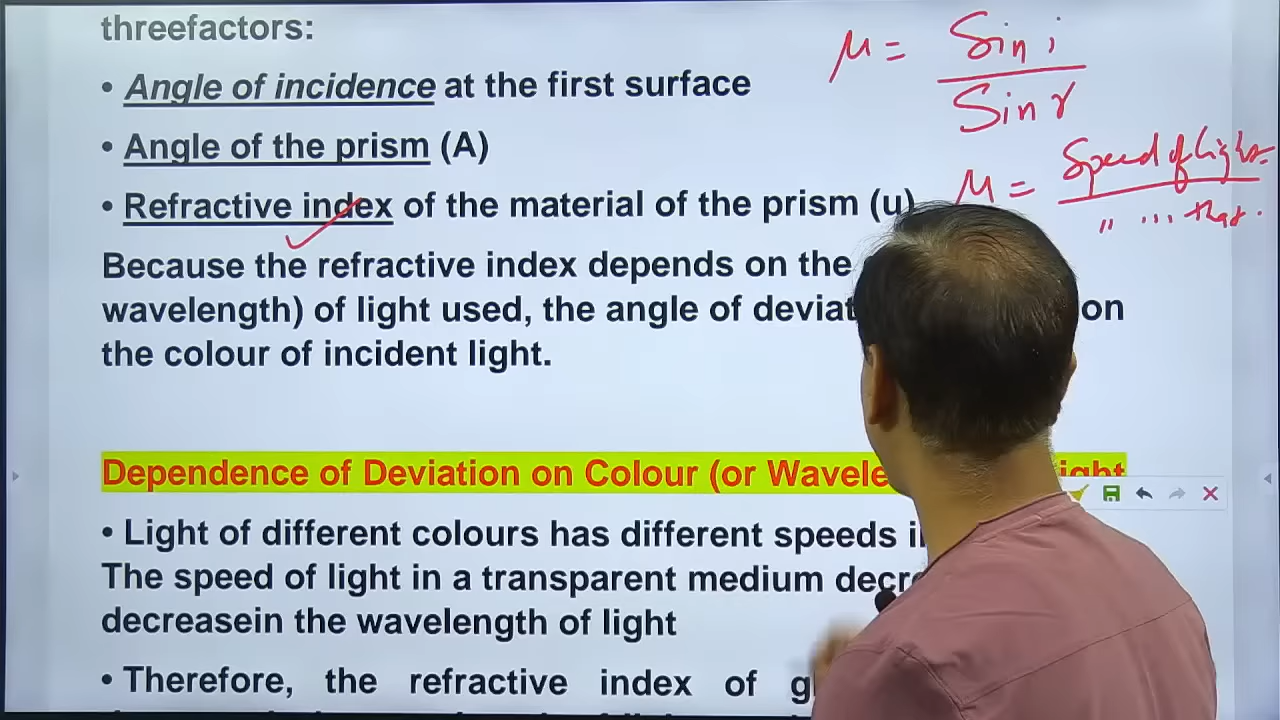 threefactors:
• Angle of incidence at the first surface
• Angle of the prism (A)
• Refractive index of the material of the prism (u)
Because the refractive index depends on the
wavelength) of light used, the angle of on
the colour of incident light.
Dependence of Deviation on Colour (or
• Light of different colours has different speeds
The speed of light in a transparent medium
decreasein the wavelength of light
• Therefore, the refractive index of
μ = Sin i
Sin r
μ = Speed of light
" ... that.